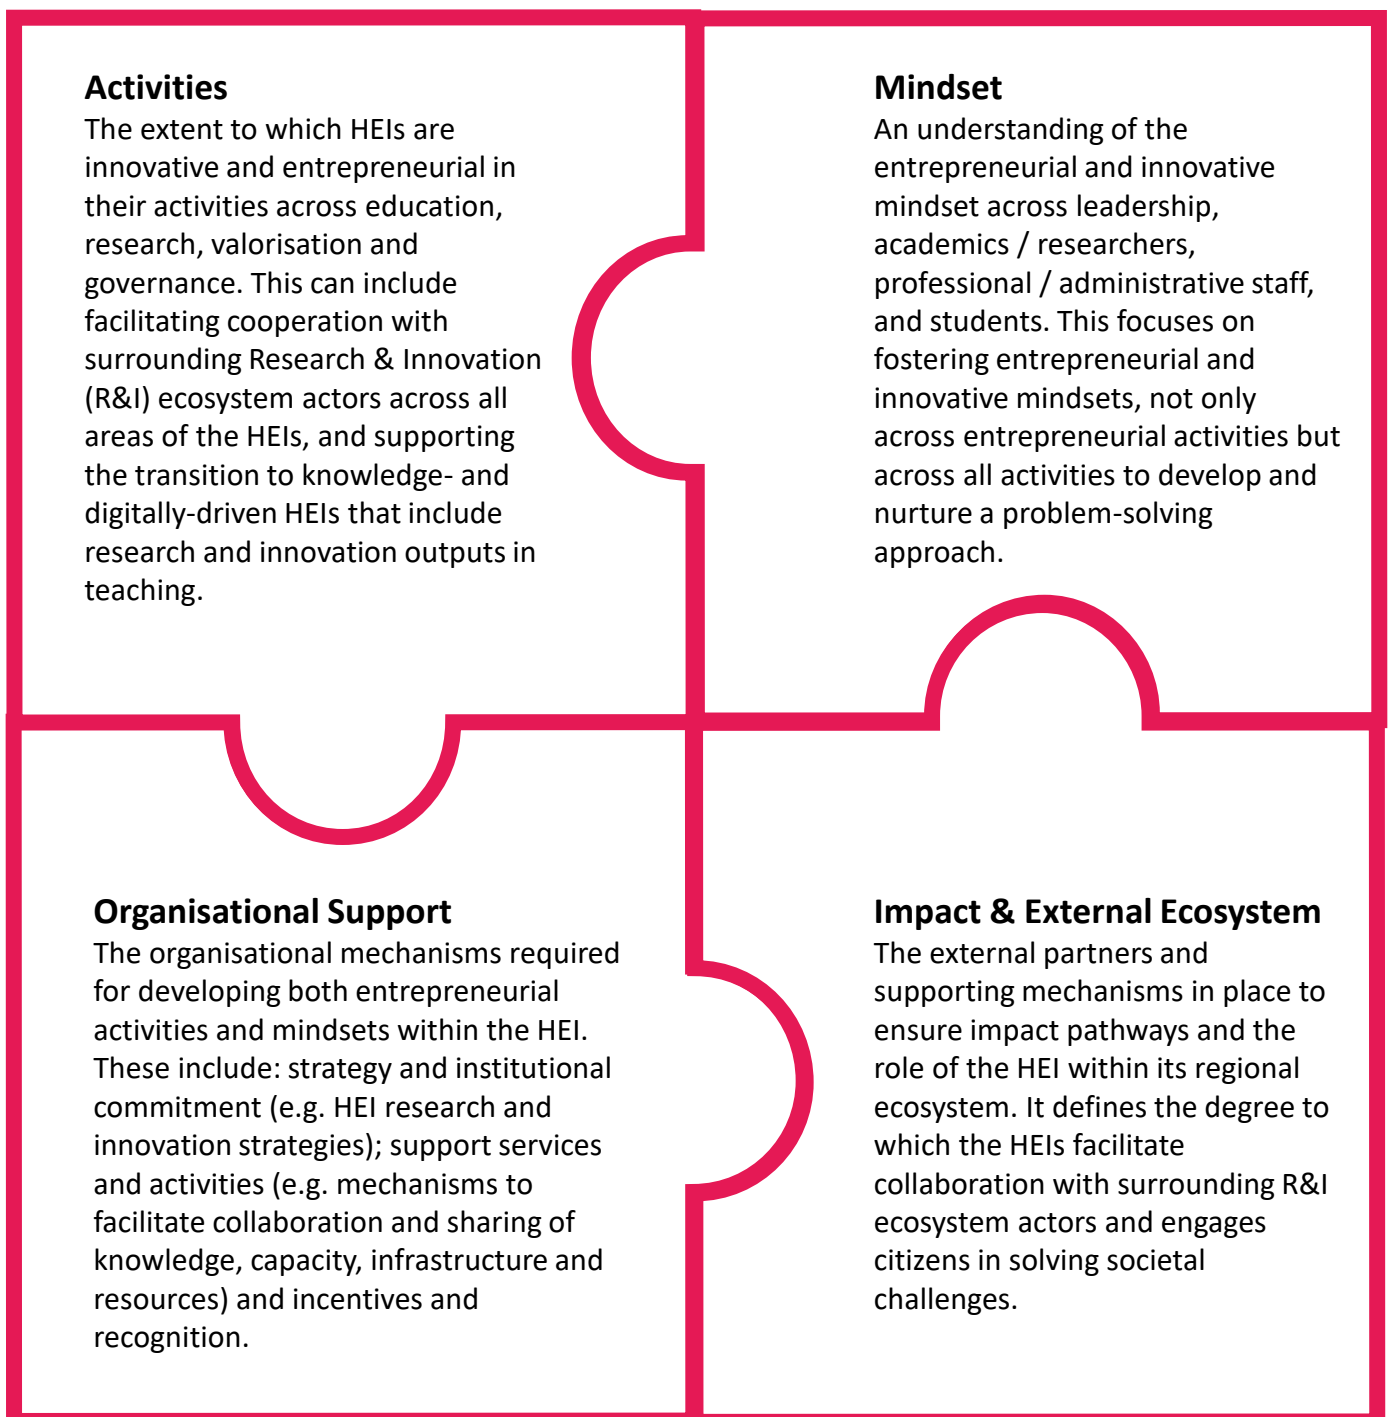 Activities
The extent to which HEIs are
innovative and entrepreneurial in
their activities across education,
research, valorisation and
governance. This can include
facilitating cooperation with
surrounding Research & Innovation
(R&I) ecosystem actors across all
areas of the HEIs, and supporting
the transition to knowledge- and
digitally-driven HEIs that include
research and innovation outputs in
teaching.
Mindset
An understanding of the
entrepreneurial and innovative
mindset across leadership,
academics / researchers,
professional / administrative staff,
and students. This focuses on
fostering entrepreneurial and
innovative mindsets, not only
across entrepreneurial activities but
across all activities to develop and
nurture a problem-solving
approach.
Organisational Support
The organisational mechanisms required
for developing both entrepreneurial
activities and mindsets within the HEI.
These include: strategy and institutional
commitment (e.g. HEI research and
innovation strategies); support services
and activities (e.g. mechanisms to
facilitate collaboration and sharing of
knowledge, capacity, infrastructure and
resources) and incentives and
recognition.
Impact & External Ecosystem
The external partners and
supporting mechanisms in place to
ensure impact pathways and the
role of the HEI within its regional
ecosystem. It defines the degree to
which the HEIs facilitate
collaboration with surrounding R&I
ecosystem actors and engages
citizens in solving societal
challenges.